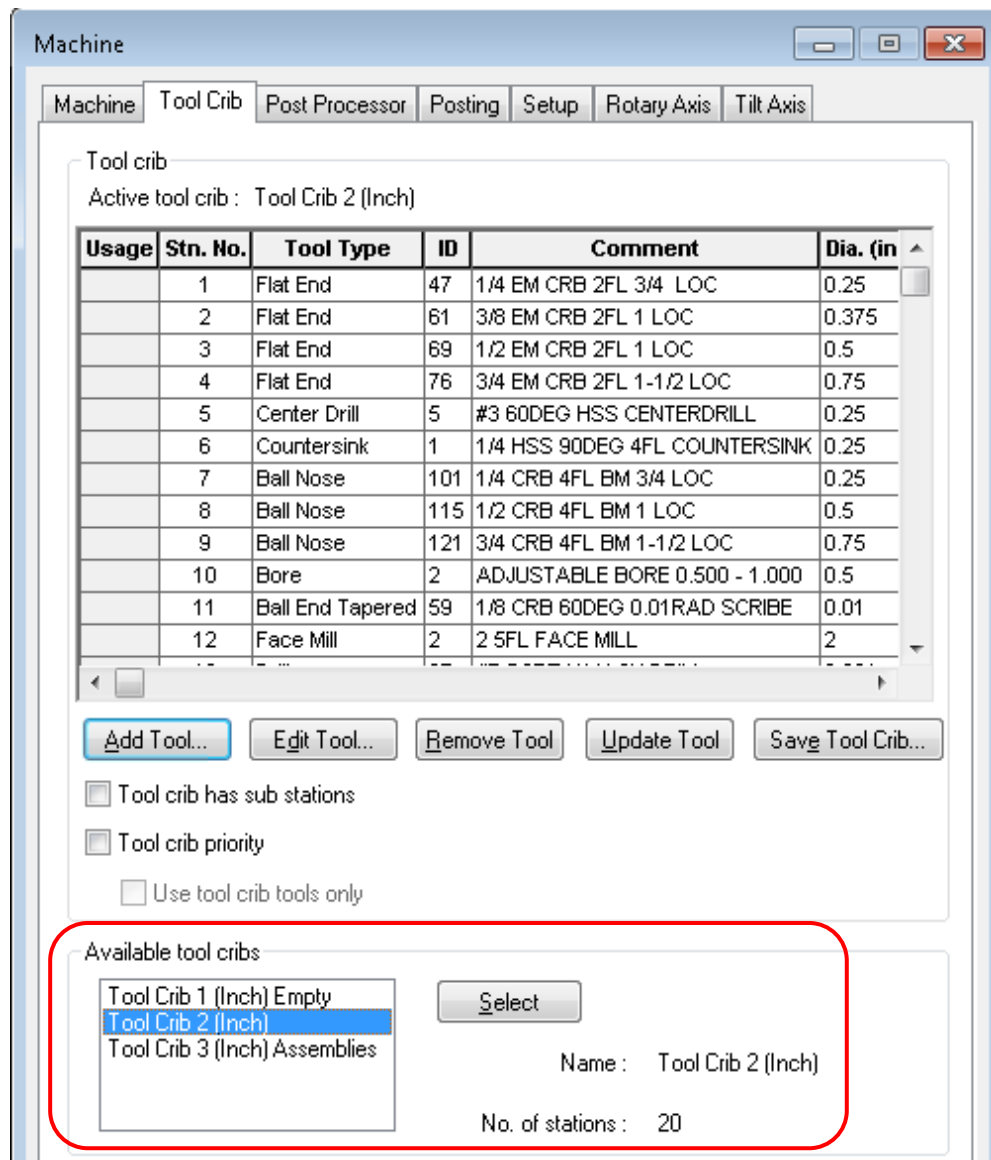 Machine
Machine Tool Crib Post Processor Posting Setup Rotary Axis Tilt Axis
Tool crib
Active tool crib : Tool Crib 2 (Inch)
Usage Stn. No. Tool Type ID Comment Dia. (in
1 Flat End 47 1/4 EM CRB 2FL 3/4 LOC 0.25
2 Flat End 61 3/8 EM CRB 2FL 1 LOC 0.375
3 Flat End 69 1/2 EM CRB 2FL 1 LOC 0.5
4 Flat End 76 3/4 EM CRB 2FL 1-1/2 LOC 0.75
5 Center Drill 5 #3 60DEG HSS CENTERDRILL 0.25
6 Countersink 1 1/4 HSS 90DEG 4FL COUNTERSINK 0.25
7 Ball Nose 101 1/4 CRB 4FL BM 3/4 LOC 0.25
8 Ball Nose 115 1/2 CRB 4FL BM 1 LOC 0.5
9 Ball Nose 121 3/4 CRB 4FL BM 1-1/2 LOC 0.75
10 Bore 2 ADJUSTABLE BORE 0.500 - 1.000 0.5
11 Ball End Tapered 59 1/8 CRB 60DEG 0.01RAD SCRIBE 0.01
12 Face Mill 2 2 5FL FACE MILL 2
Add Tool... Edit Tool... Remove Tool Update Tool Save Tool Crib...
Tool crib has sub stations
Tool crib priority
Use tool crib tools only
Available tool cribs
Tool Crib 1 (Inch) Empty
Tool Crib 2 (Inch)
Tool Crib 3 (Inch) Assemblies
Select
Name : Tool Crib 2 (Inch)
No. of stations : 20